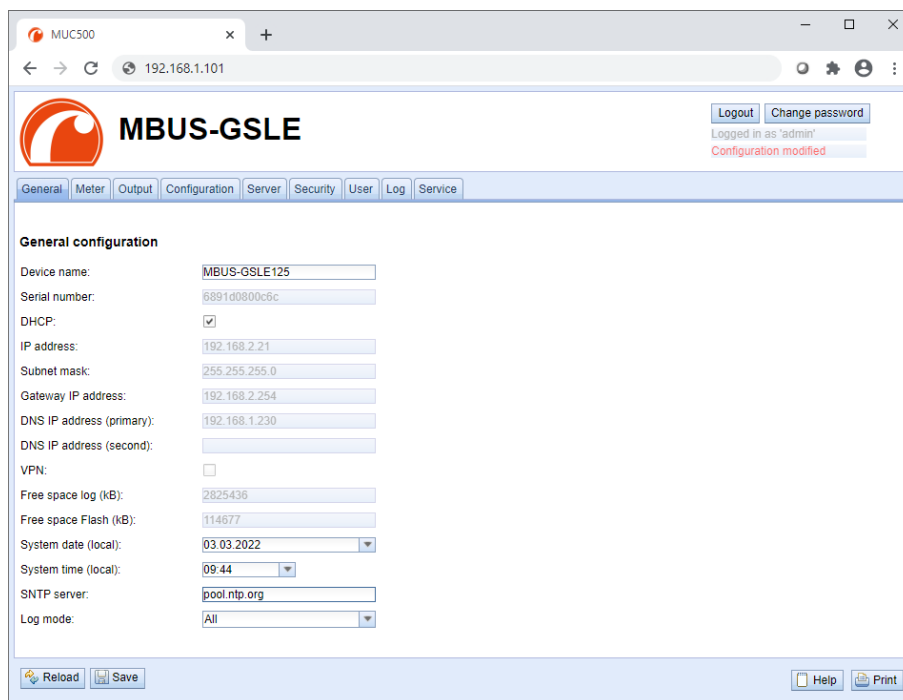 MUC500
192.168.1.101
MBUS-GSLE
Logout Change password
Logged in as 'admin'
Configuration modified
General Meter Output Configuration Server Security User Log Service
General configuration
Device name: MBUS-GSLE125
Serial number: 6891d0800c6c
DHCP:
IP address: 192.168.2.21
Subnet mask: 255.255.255.0
Gateway IP address: 192.168.2.254
DNS IP address (primary): 192.168.1.230
DNS IP address (second):
VPN:
Free space log (kB): 2825436
Free space Flash (kB): 114677
System date (local): 03.03.2022
System time (local): 09:44
SNTP server: pool.ntp.org
Log mode: All
Reload Save Help Print